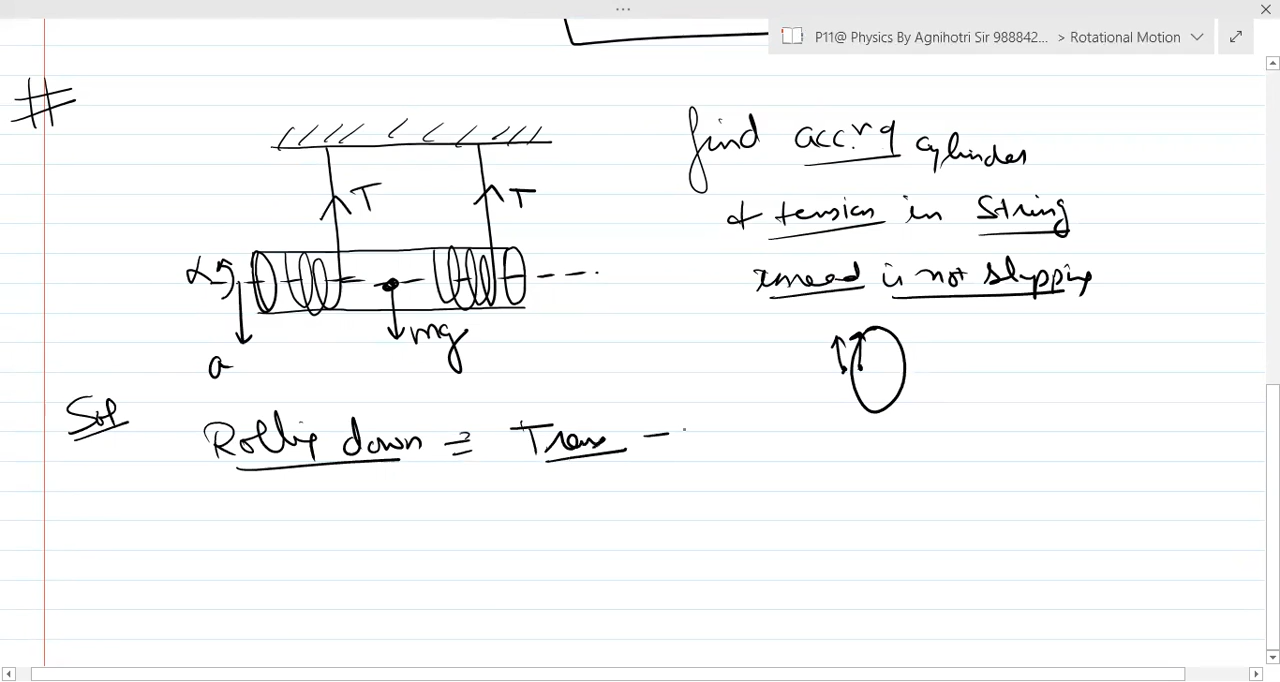 P11@ Physics By Agnihotri Sir 988842... > Rotational Motion
#
find accn of cylinder
& tension in string
thread is not slipping
T T
α
mg
a
Sol
Rolling down = Trans -